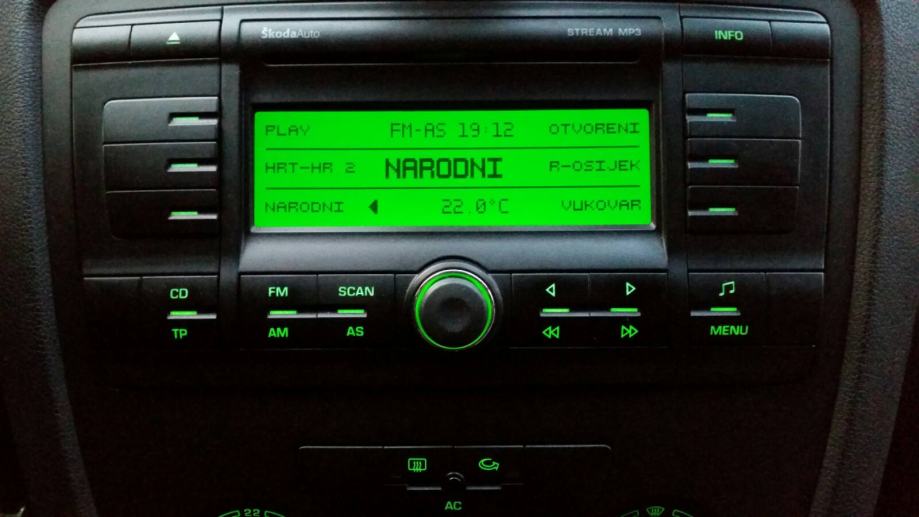 ŠkodaAuto STREAM MP3 INFO
PLAY FM-AS 19:12 OTVORENI
HRT-HR 2 NARODNI R-OSIJEK
NARODNI 22.0°C VUKOVAR
CD FM SCAN
TP AM AS MENU
AC
22